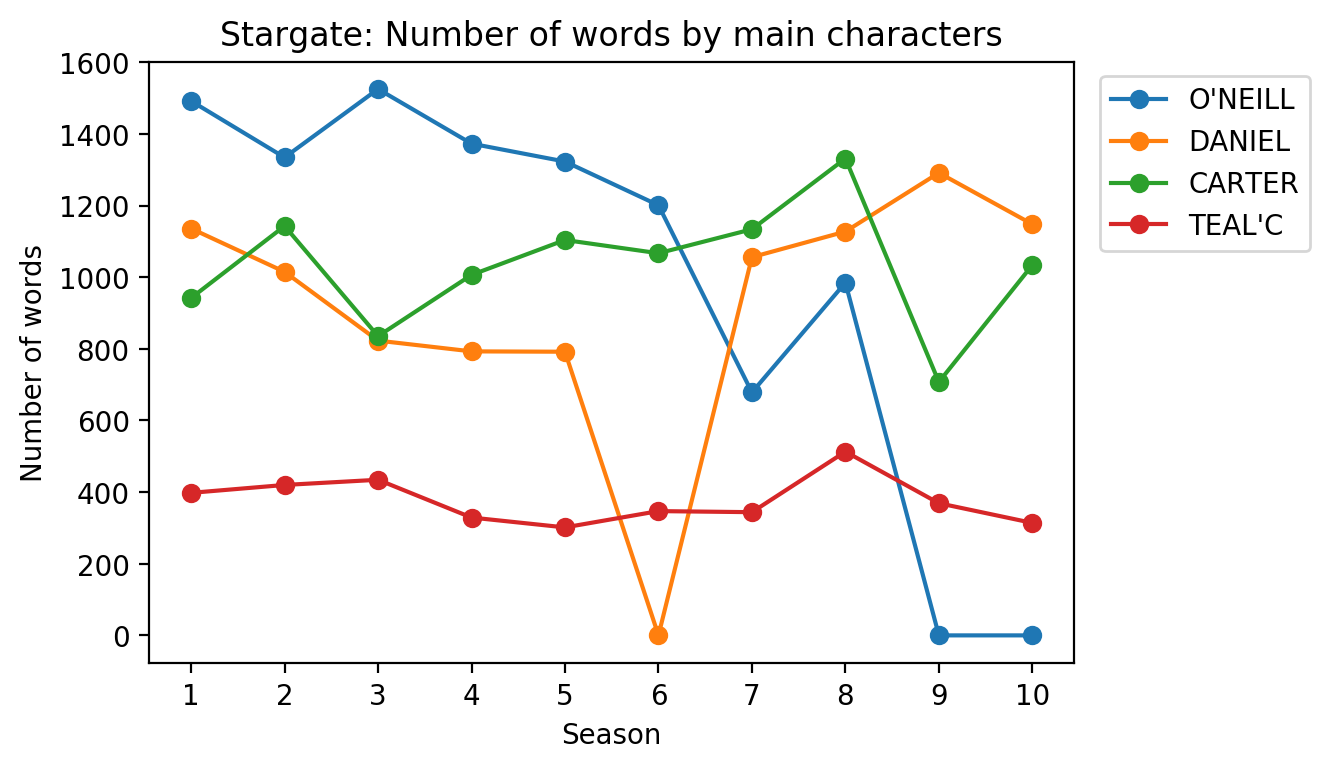 Stargate: Number of words by main characters
1600
1400
1200
1000
800
600
400
200
0
Number of words
1 2 3 4 5 6 7 8 9 10
Season
O'NEILL
DANIEL
CARTER
TEAL'C